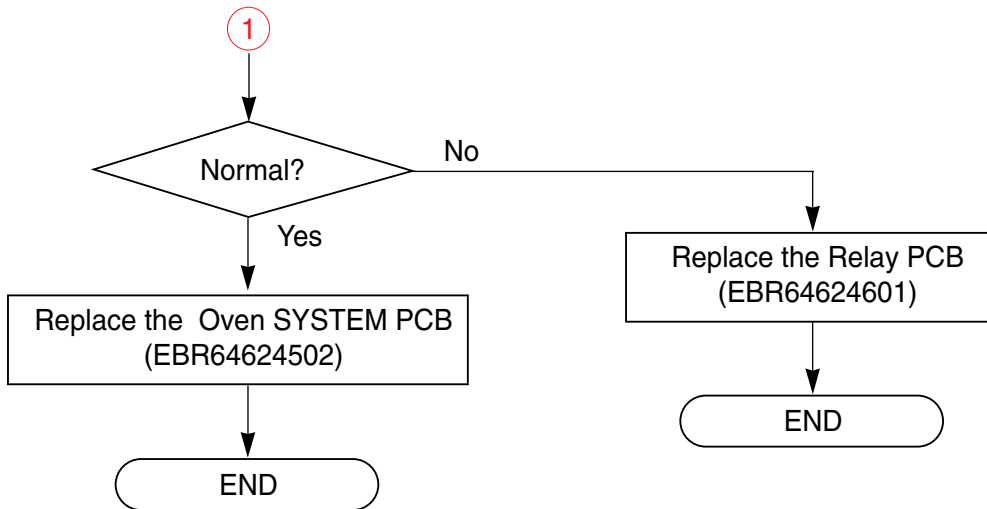 1
Normal?
No
Yes
Replace the Relay PCB
(EBR64624601)
Replace the Oven SYSTEM PCB
(EBR64624502)
END
END